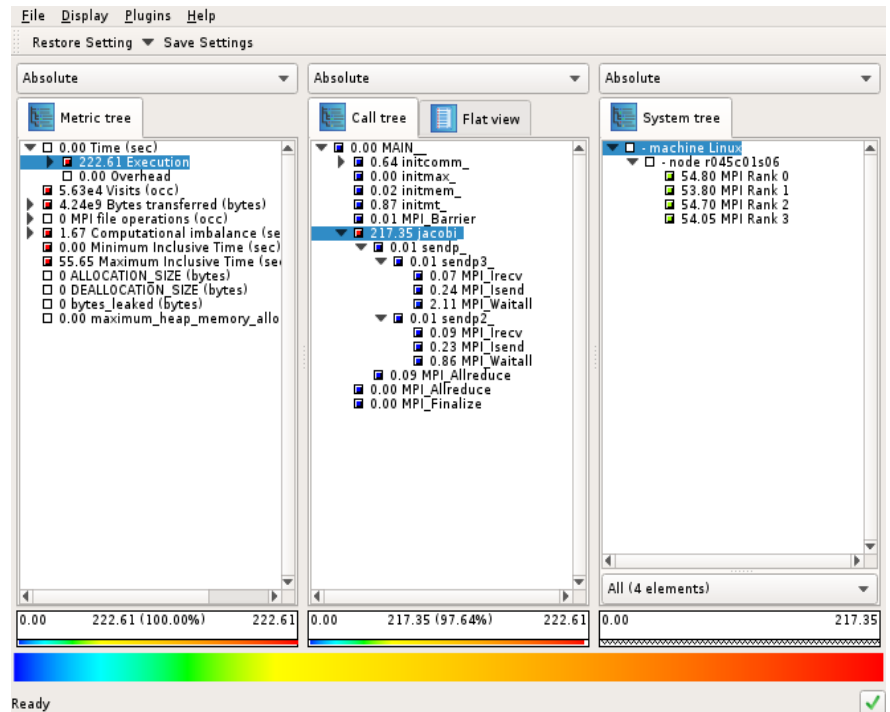 File Display Plugins Help
Restore Setting Save Settings
Absolute
Metric tree
0.00 Time (sec)
222.61 Execution
0.00 Overhead
5.63e4 Visits (occ)
4.24e9 Bytes transferred (bytes)
0 MPI file operations (occ)
1.67 Computational imbalance (se
0.00 Minimum Inclusive Time (sec)
55.65 Maximum Inclusive Time (sec
0 ALLOCATION_SIZE (bytes)
0 DEALLOCATION_SIZE (bytes)
0 bytes_leaked (bytes)
0.00 maximum_heap_memory_allo
0.00 222.61 (100.00%) 222.61
Absolute
Call tree Flat view
0.00 MAIN__
0.64 initcomm_
0.00 initmax_
0.02 initmem_
0.87 initmt_
0.01 MPI_Barrier
217.35 jacobi_
0.01 sendp_
0.01 sendp3_
0.07 MPI_Irecv
0.24 MPI_Isend
2.11 MPI_Waitall
0.01 sendp2_
0.09 MPI_Irecv
0.23 MPI_Isend
0.86 MPI_Waitall
0.09 MPI_Allreduce
0.00 MPI_Allreduce
0.00 MPI_Finalize
0.00 217.35 (97.64%) 222.61
Absolute
System tree
- machine Linux
- node r045c01s06
54.80 MPI Rank 0
53.80 MPI Rank 1
54.70 MPI Rank 2
54.05 MPI Rank 3
All (4 elements)
0.00 217.35
Ready